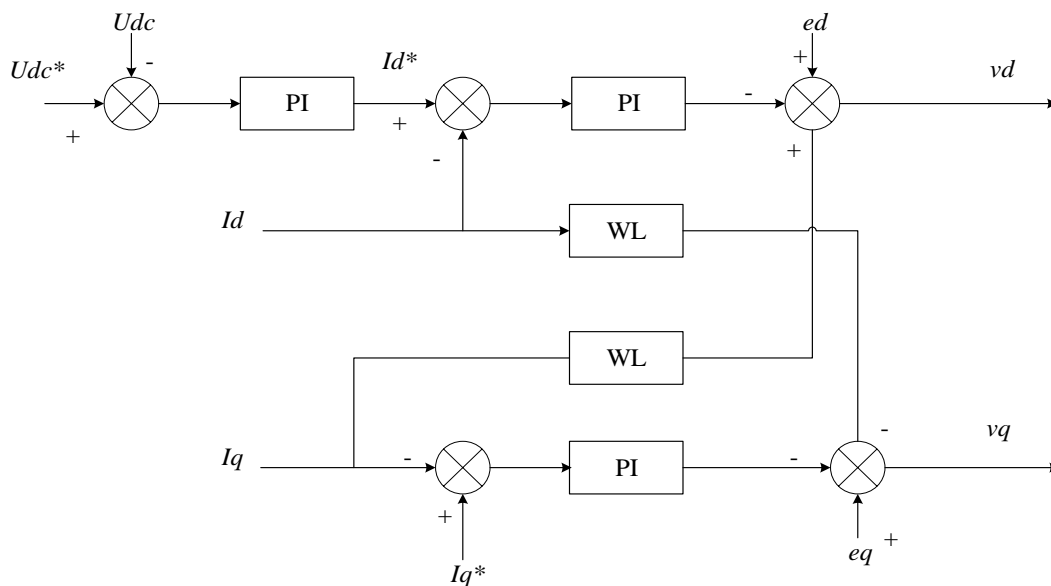 Udc
ed
Udc*
-
Id*
+
vd
PI
PI
-
+
+
+
-
Id
WL
WL
-
vq
Iq
-
PI
-
+
+
Iq*
eq